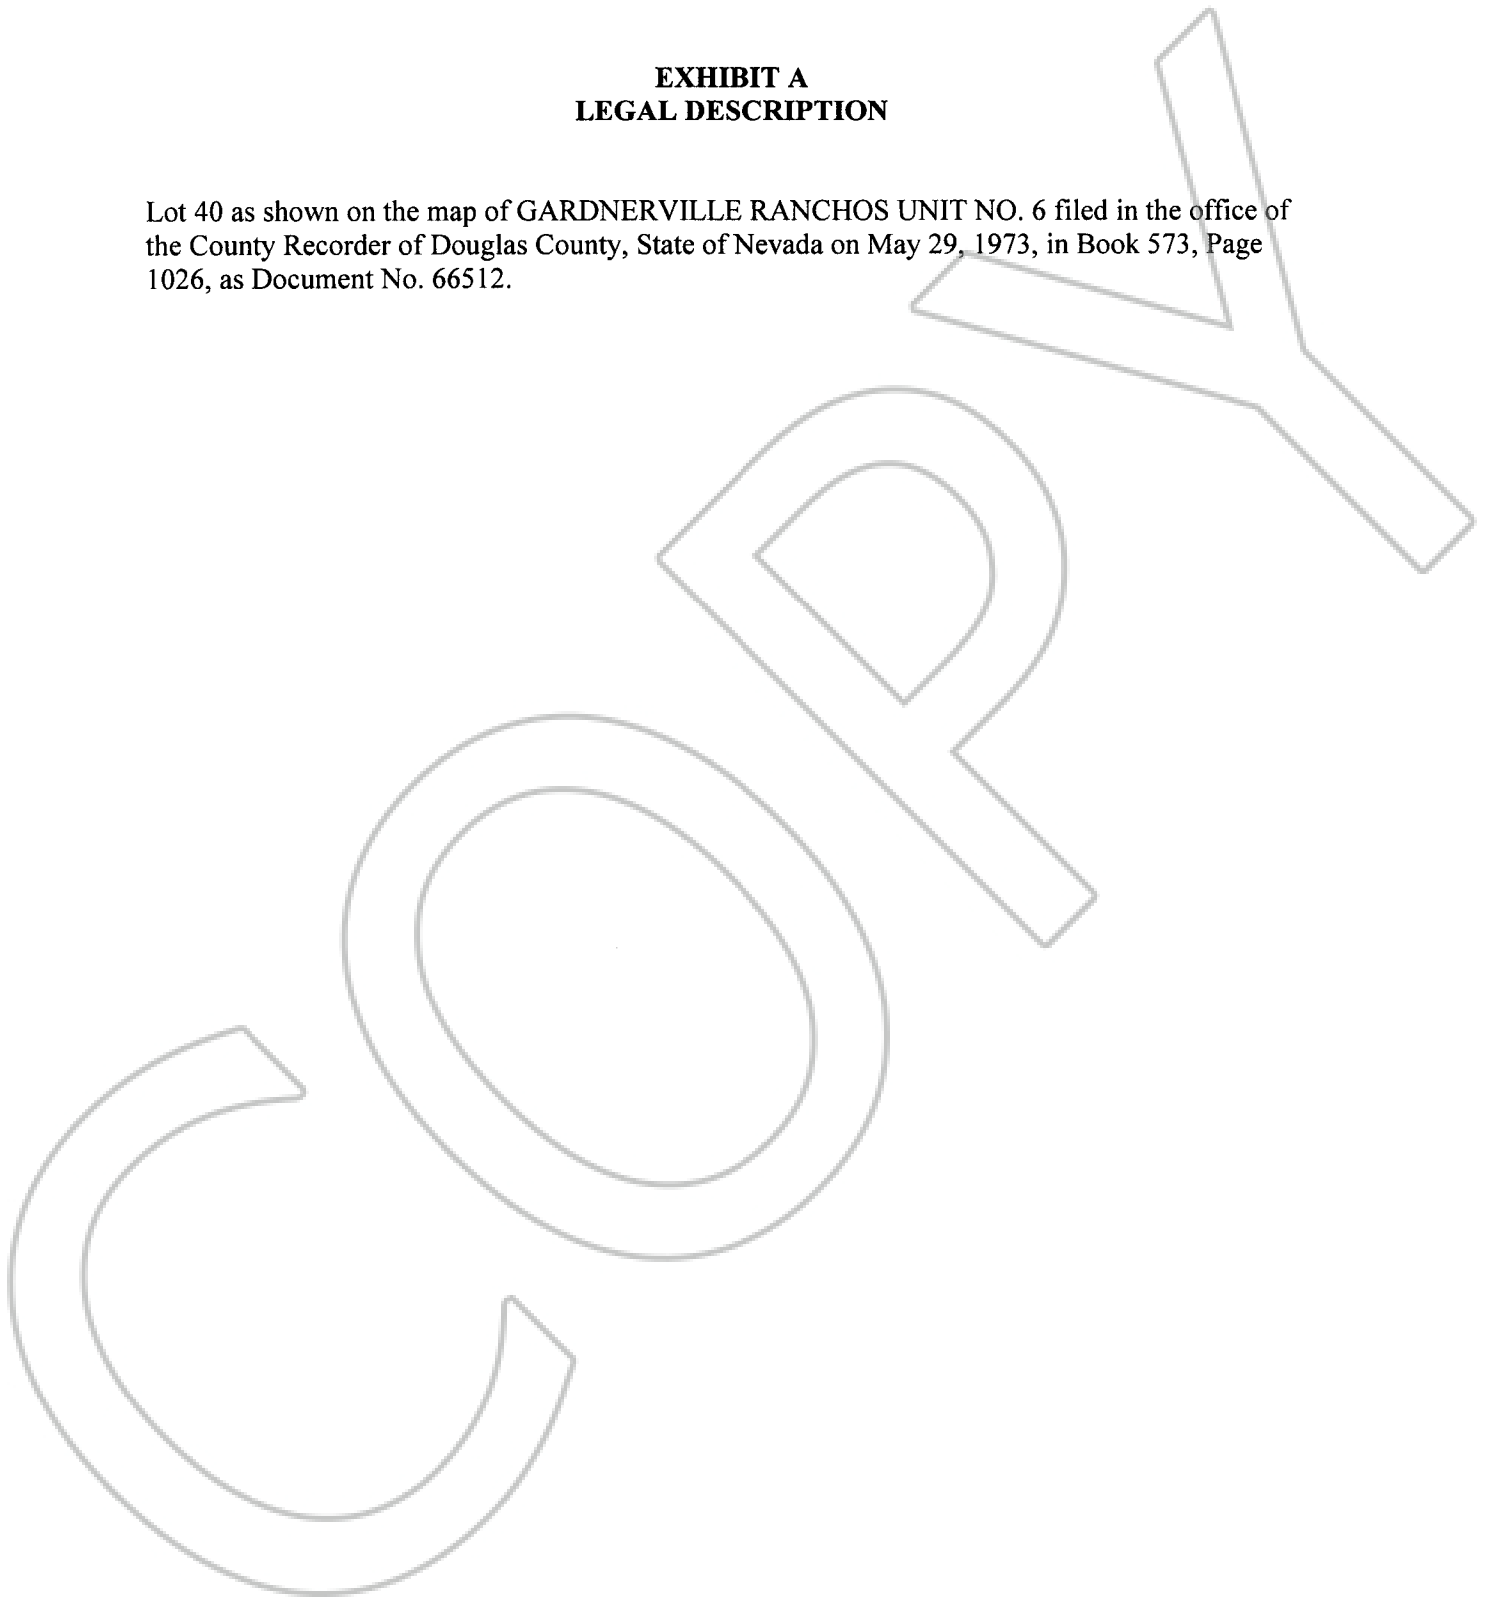 EXHIBIT A
LEGAL DESCRIPTION
Lot 40 as shown on the map of GARDNERVILLE RANCHOS UNIT NO. 6 filed in the office of
the County Recorder of Douglas County, State of Nevada on May 29, 1973, in Book 573, Page
1026, as Document No. 66512.
COPY